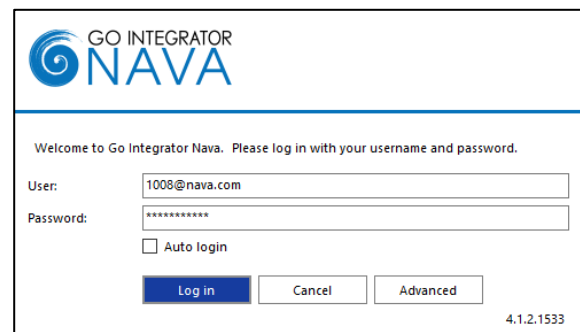 GO INTEGRATOR
NAVA
Welcome to Go Integrator Nava. Please log in with your username and password.
User: 1008@nava.com
Password: ***********
Auto login
Log in Cancel Advanced
4.1.2.1533